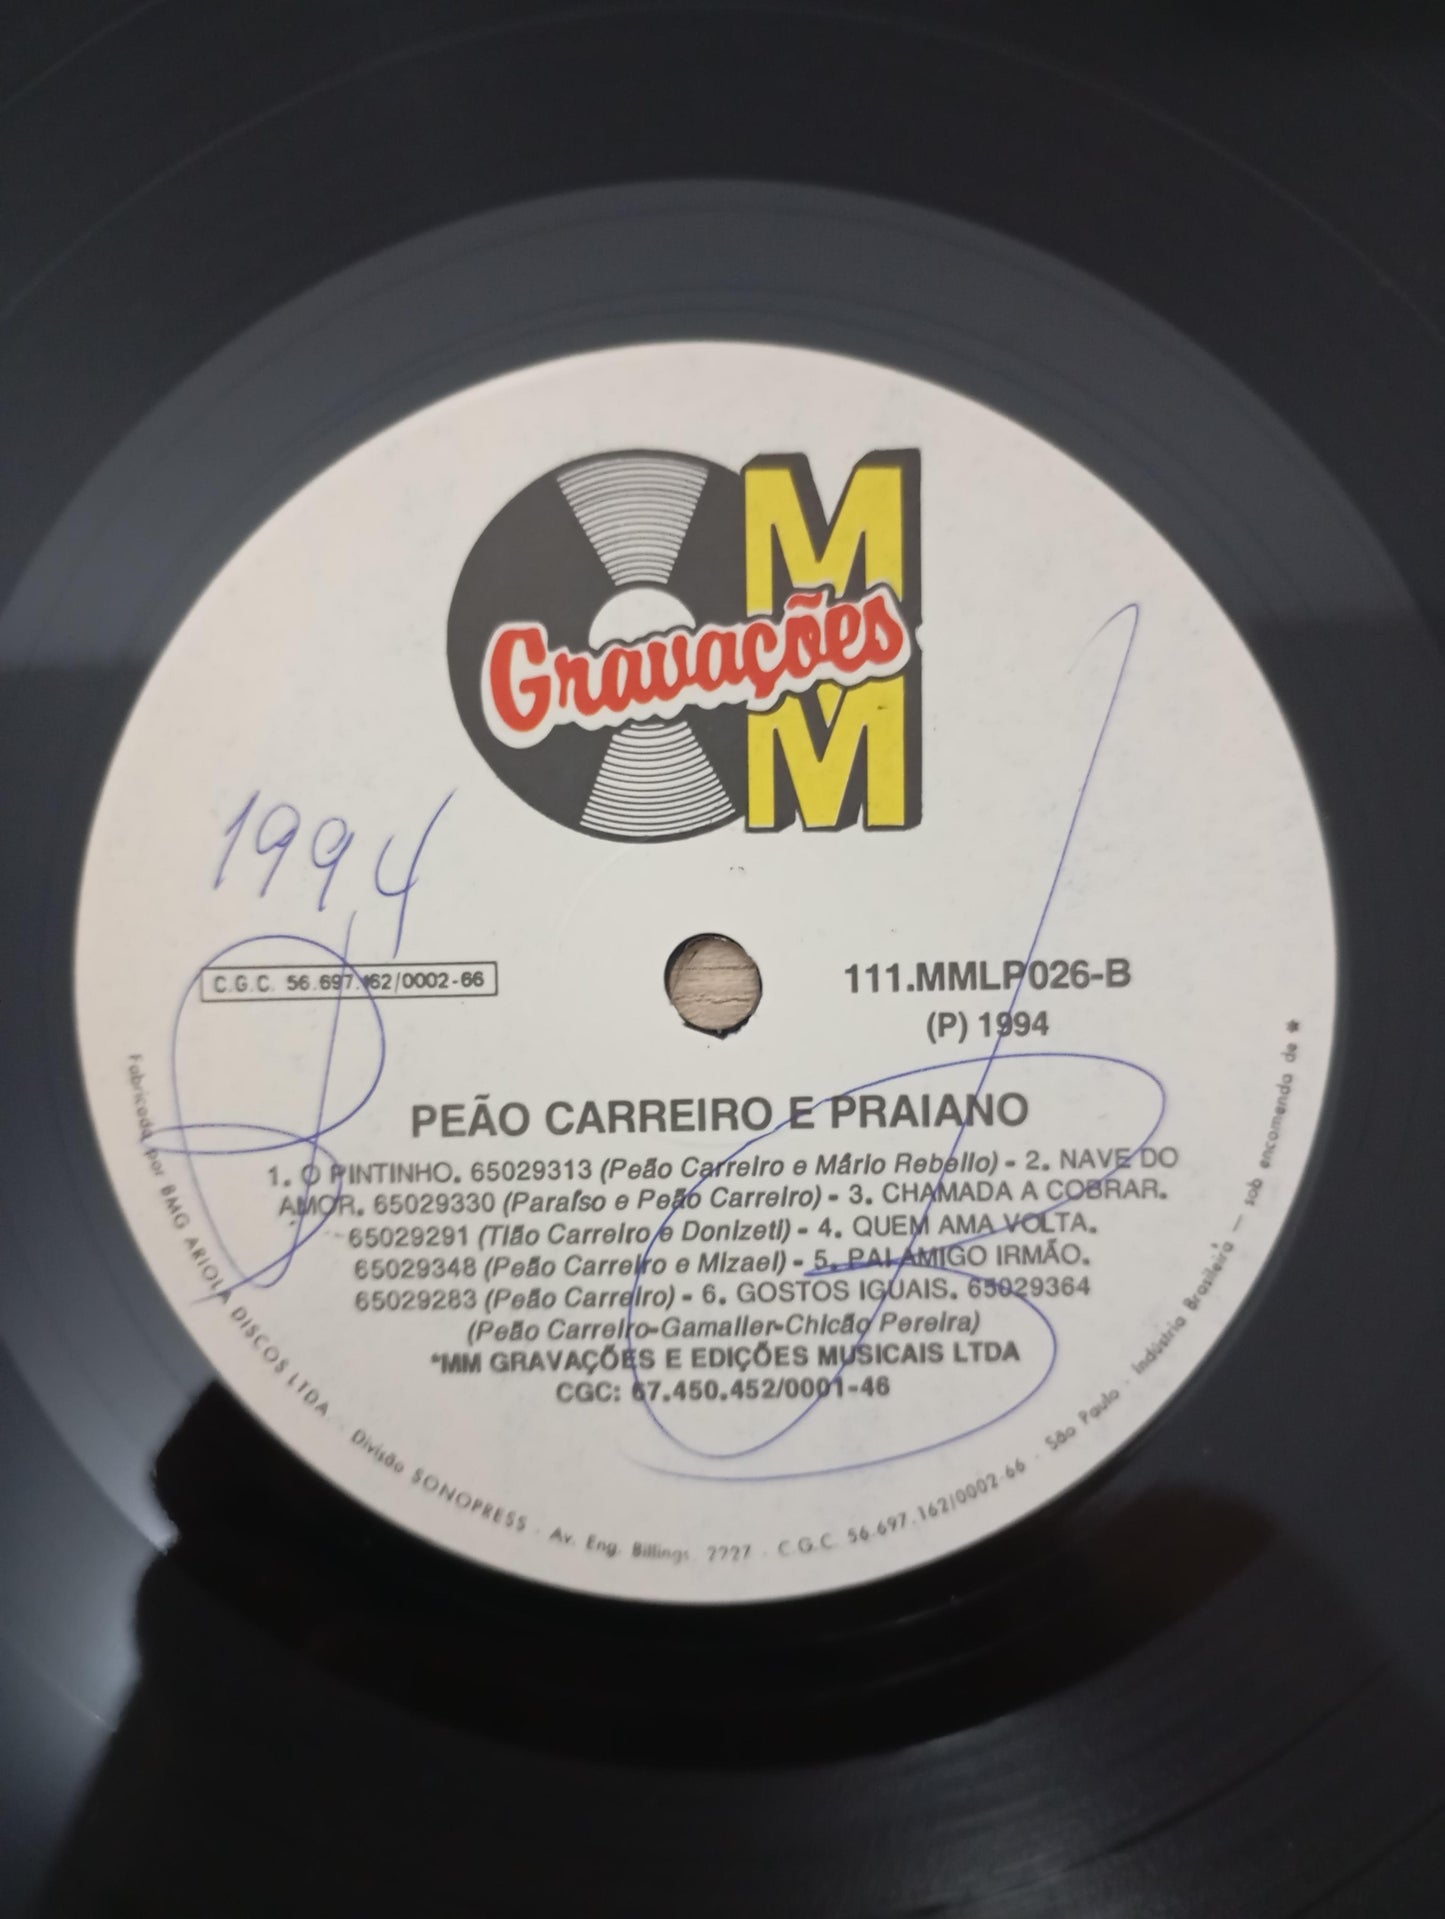 M
Gravações
M
1994
C.G.C. 56.697.162/0002-66
111.MMLP026-B
(P) 1994
PEÃO CARREIRO E PRAIANO
1. O PINTINHO. 65029313 (Peão Carreiro e Mário Rebello) - 2. NAVE DO
AMOR. 65029330 (Paraíso e Peão Carreiro) - 3. CHAMADA A COBRAR.
65029291 (Tião Carreiro e Donizeti) - 4. QUEM AMA VOLTA.
65029348 (Peão Carreiro e Mizael) - 5. PAI AMIGO IRMÃO.
65029283 (Peão Carreiro) - 6. GOSTOS IGUAIS. 65029364
(Peão Carreiro-Gamalier-Chicão Pereira)
*MM GRAVAÇÕES E EDIÇÕES MUSICAIS LTDA
CGC: 67.450.452/0001-46
Fabricado por BMG ARIOLA DISCOS LTDA. · Divisão SONOPRESS · Av. Eng. Billings, 2227 · C.G.C. 56.697.162/0002-66 · São Paulo · Indústria Brasileira — sob encomenda de *